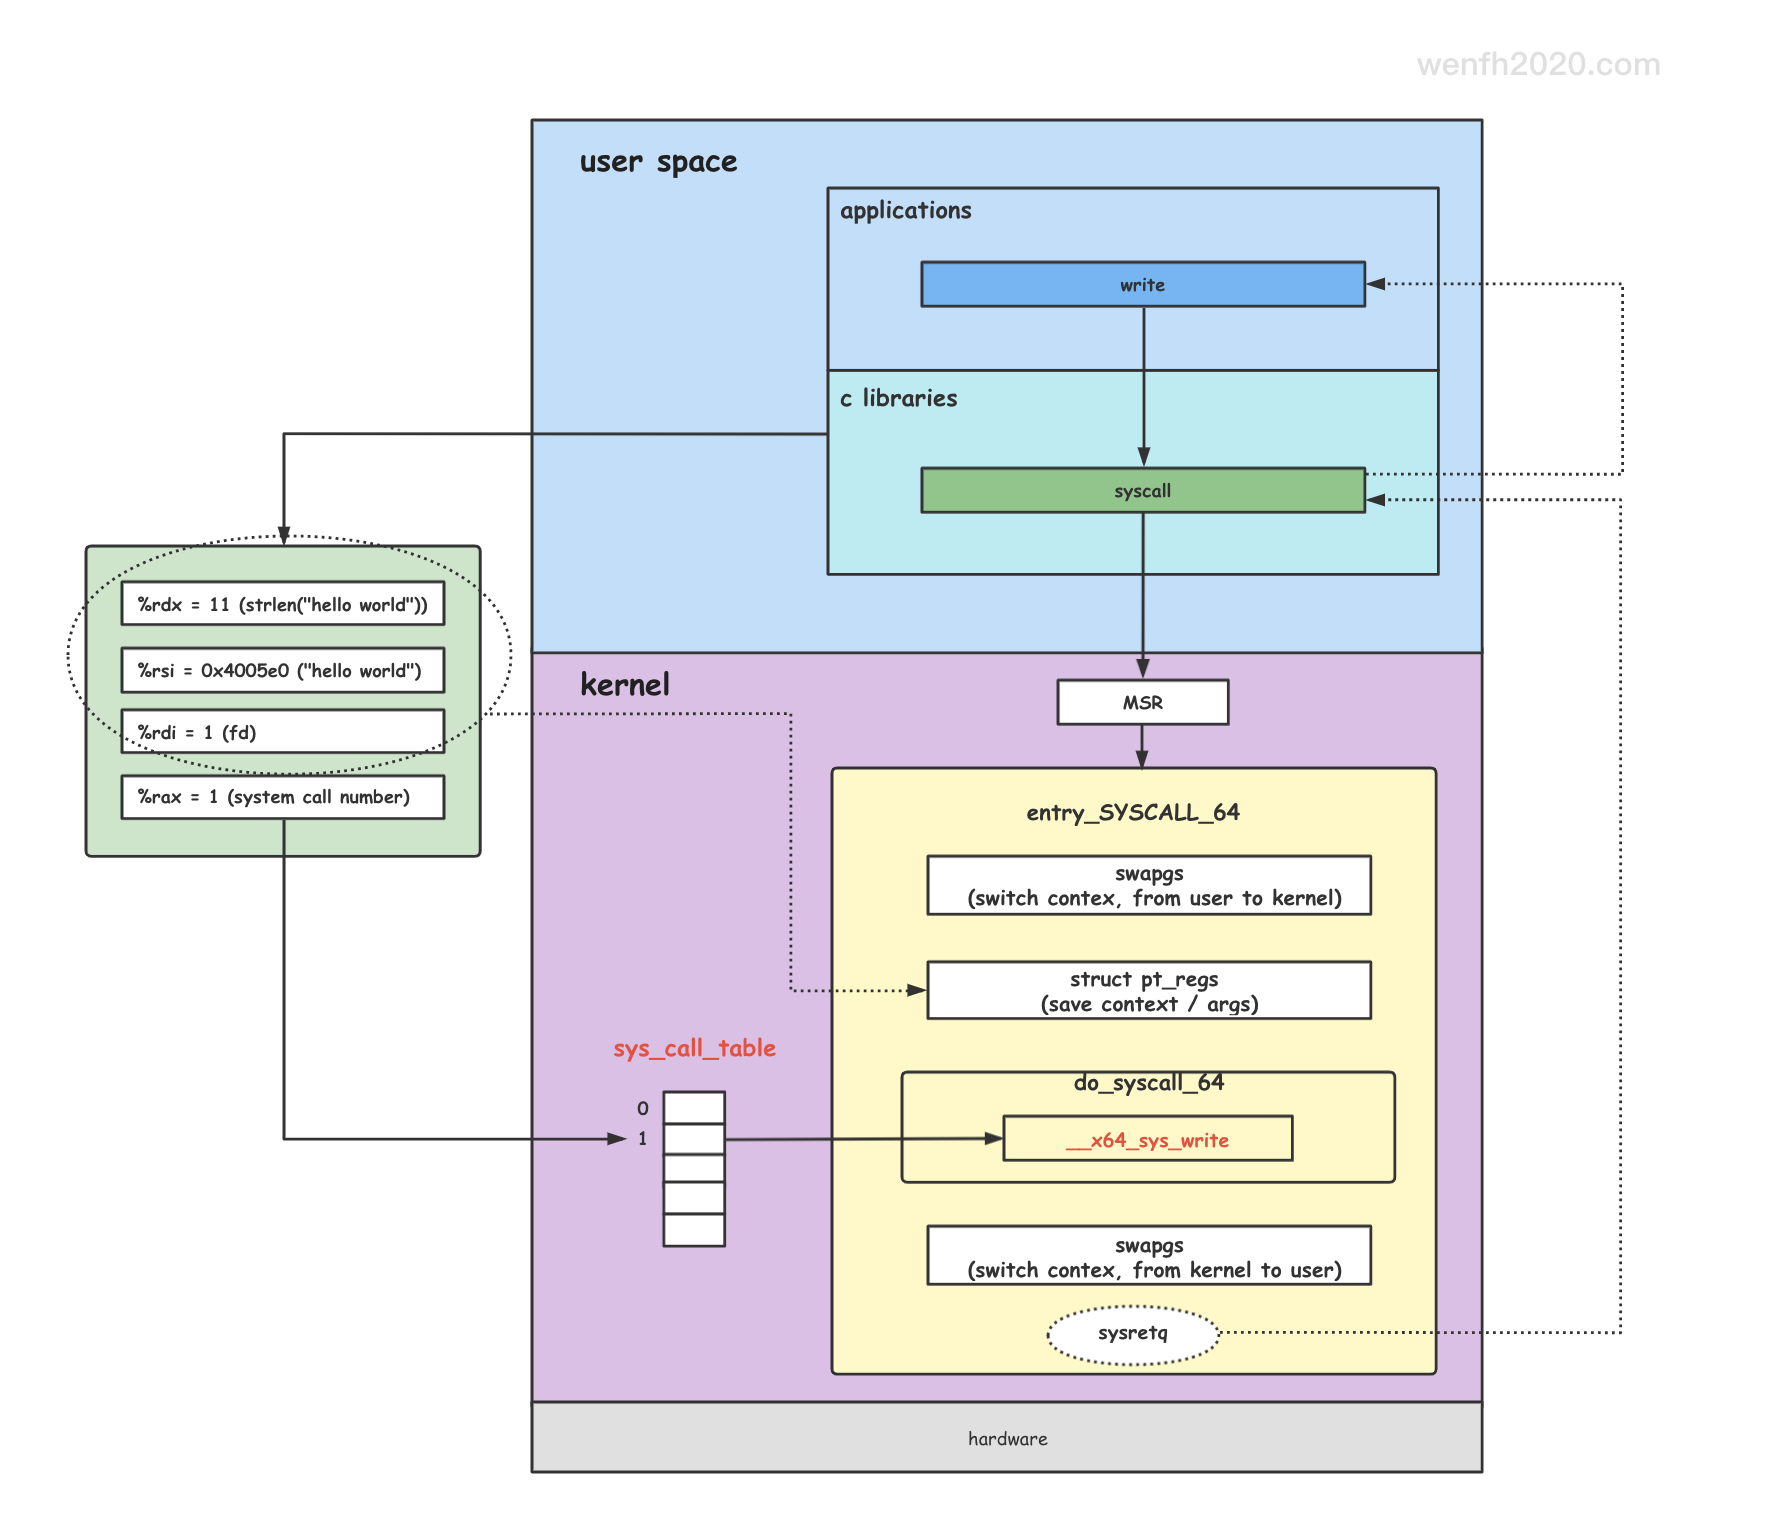 wenfh2020.com
user space
applications
write
c libraries
syscall
%rdx = 11 (strlen("hello world"))
%rsi = 0x4005e0 ("hello world")
%rdi = 1 (fd)
%rax = 1 (system call number)
kernel
MSR
entry_SYSCALL_64
swapgs
(switch contex, from user to kernel)
struct pt_regs
(save context / args)
sys_call_table
0
1
do_syscall_64
__x64_sys_write
swapgs
(switch contex, from kernel to user)
sysretq
hardware